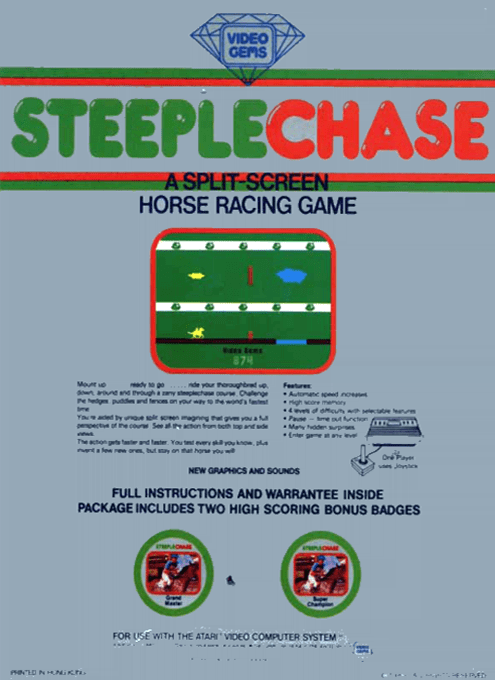 VIDEO
GEMS
STEEPLECHASE
A SPLIT-SCREEN
HORSE RACING GAME
Video Gems
874
Mount up ..... ready to go ..... ride your thoroughbred up,
down, around and through a zany steeplechase course. Challenge
the hedges, puddles and fences on your way to the world's fastest
time
You're aided by unique split screen imagining that gives you a full
perspective of the course. See all the action from both top and side
views.
The action gets faster and faster. You test every skill you know, plus
invent a few new ones, but stay on that horse you will!
Features:
• Automatic speed increases
• High score memory
• 4 levels of difficulty with selectable features
• Pause — time out function
• Many hidden surprises
• Enter game at any level
One Player
uses Joystick
NEW GRAPHICS AND SOUNDS
FULL INSTRUCTIONS AND WARRANTEE INSIDE
PACKAGE INCLUDES TWO HIGH SCORING BONUS BADGES
STEEPLECHASE
Grand
Master
STEEPLECHASE
Super
Champion
FOR USE WITH THE ATARI VIDEO COMPUTER SYSTEM
VIDEO
GEMS
PRINTED IN HONG KONG
RESERVED